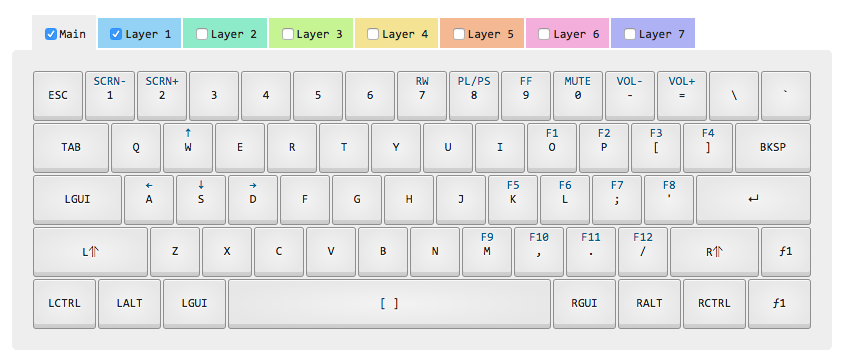 Main Layer 1 Layer 2 Layer 3 Layer 4 Layer 5 Layer 6 Layer 7
SCRN- SCRN+ RW PL/PS FF MUTE VOL- VOL+
ESC 1 2 3 4 5 6 7 8 9 0 - = \ `
↑ F1 F2 F3 F4
TAB Q W E R T Y U I O P [ ] BKSP
← ↓ → F5 F6 F7 F8
LGUI A S D F G H J K L ; ' ↵
F9 F10 F11 F12
L⇑ Z X C V B N M , . / R⇑ ƒ1
LCTRL LALT LGUI [ ] RGUI RALT RCTRL ƒ1